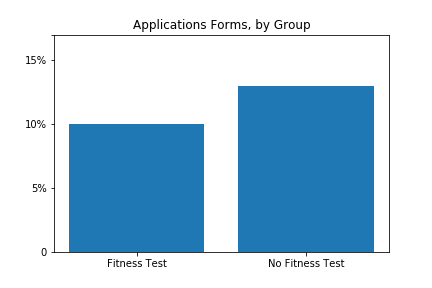 Applications Forms, by Group
15%
10%
5%
0
Fitness Test No Fitness Test